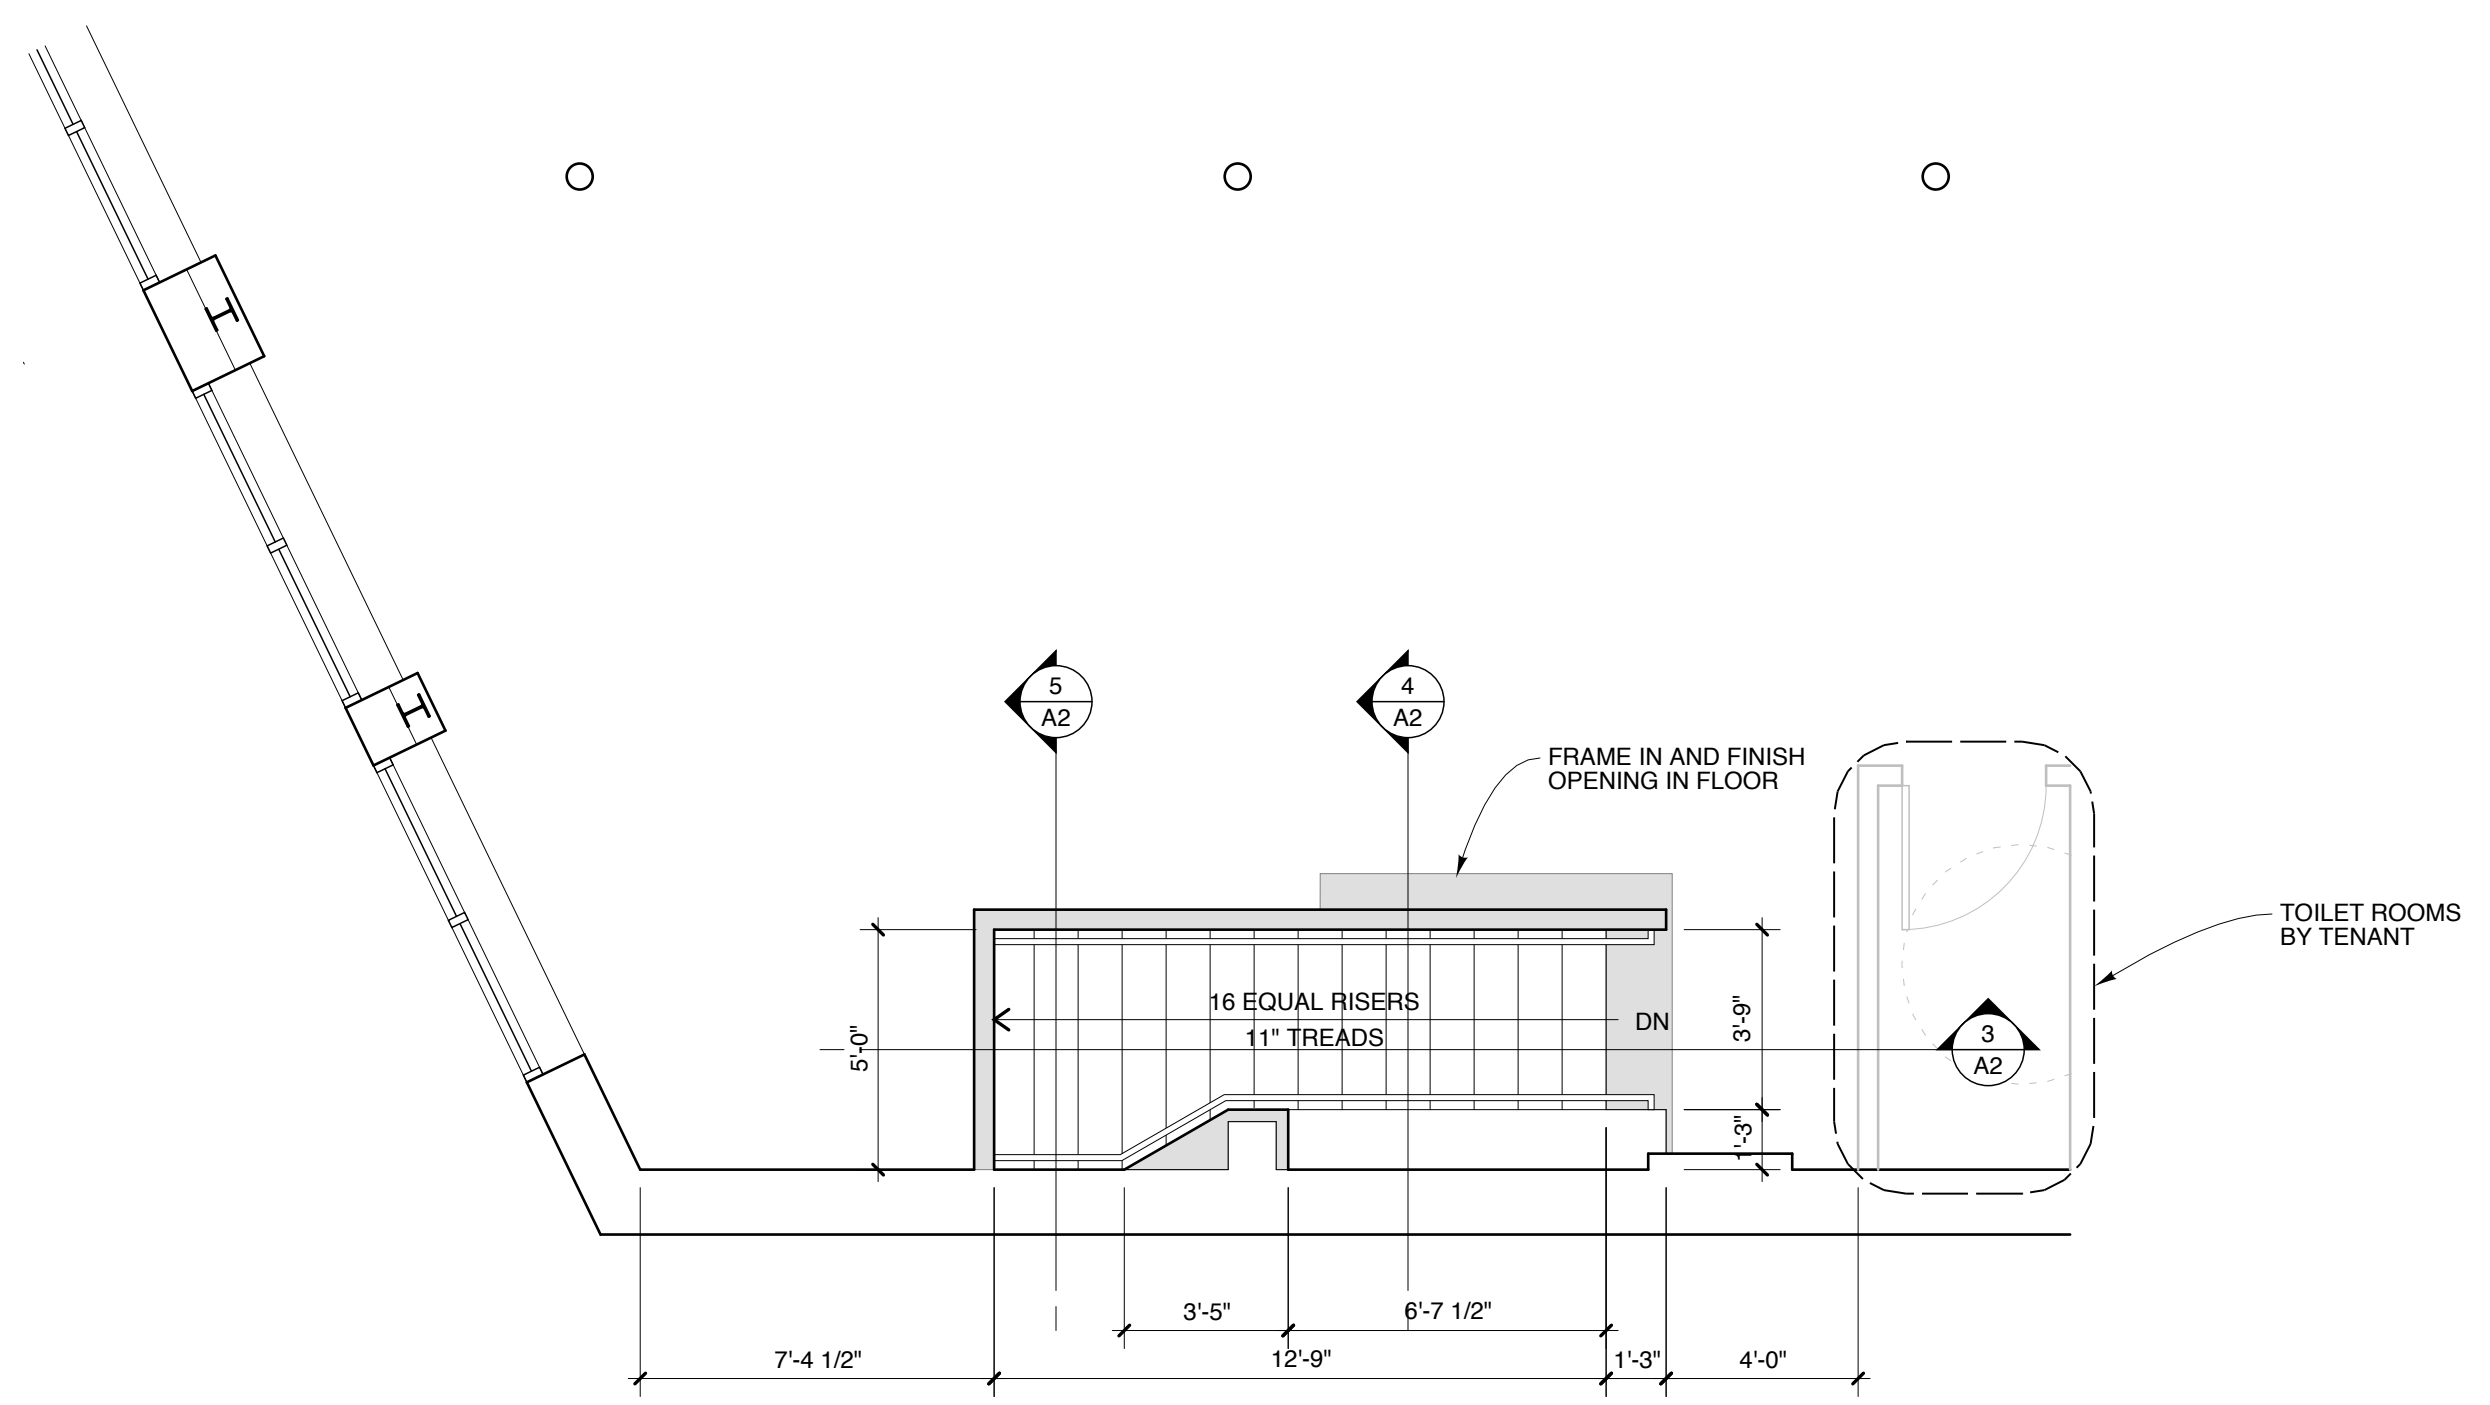 5
A2
4
A2
FRAME IN AND FINISH
OPENING IN FLOOR
TOILET ROOMS
BY TENANT
16 EQUAL RISERS
11" TREADS
DN
5'-0"
3'-9"
1'-3"
3
A2
3'-5"
6'-7 1/2"
7'-4 1/2"
12'-9"
1'-3"
4'-0"